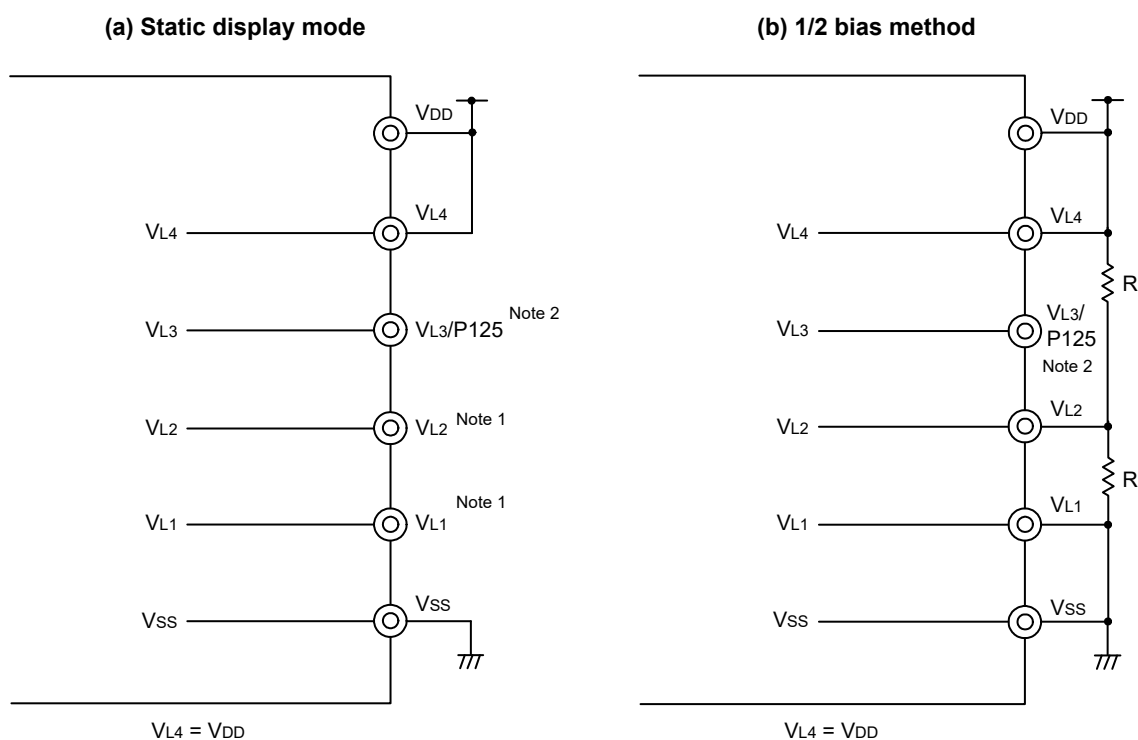 (a) Static display mode
VDD
VL4
VL4
VL3
VL3/P125 Note 2
VL2
VL2 Note 1
VL1
VL1 Note 1
VSS
VSS
VL4 = VDD
(b) 1/2 bias method
VDD
VL4
VL4
R
VL3
VL3/
P125
Note 2
VL2
VL2
R
VL1
VL1
VSS
VSS
VL4 = VDD